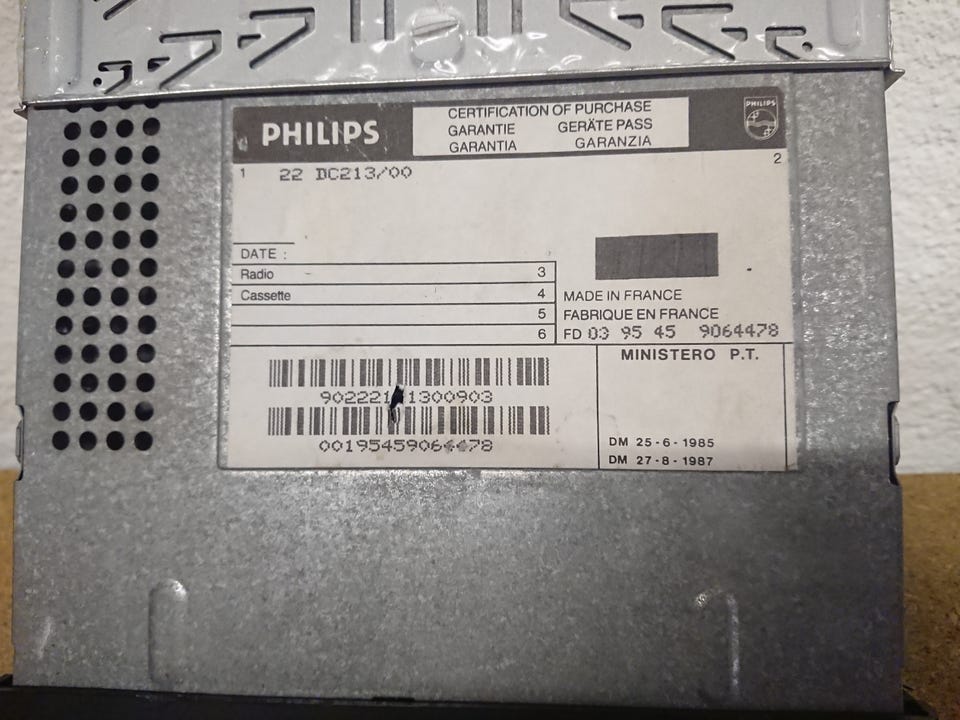 PHILIPS
CERTIFICATION OF PURCHASE
GARANTIE GERÄTE PASS
GARANTIA GARANZIA
PHILIPS
1 22 DC213/00
2
DATE :
Radio 3
Cassette 4
5
6
MADE IN FRANCE
FABRIQUE EN FRANCE
FD 03 95 45 9064478
MINISTERO P.T.
DM 25-6-1985
DM 27-8-1987
00195459064478